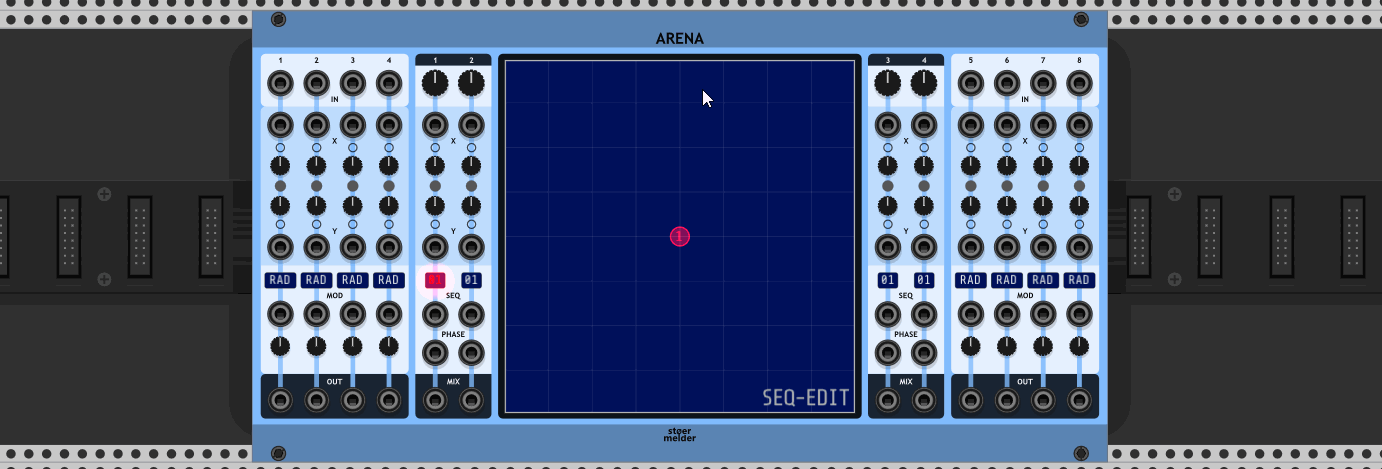 ARENA
1 2 3 4 1 2 3 4 5 6 7 8
IN IN
X X X X
1
Y Y Y Y
RAD RAD RAD RAD 01 01 01 01 RAD RAD RAD RAD
MOD SEQ SEQ MOD
PHASE PHASE
OUT MIX MIX OUT
SEQ-EDIT
støer
melder